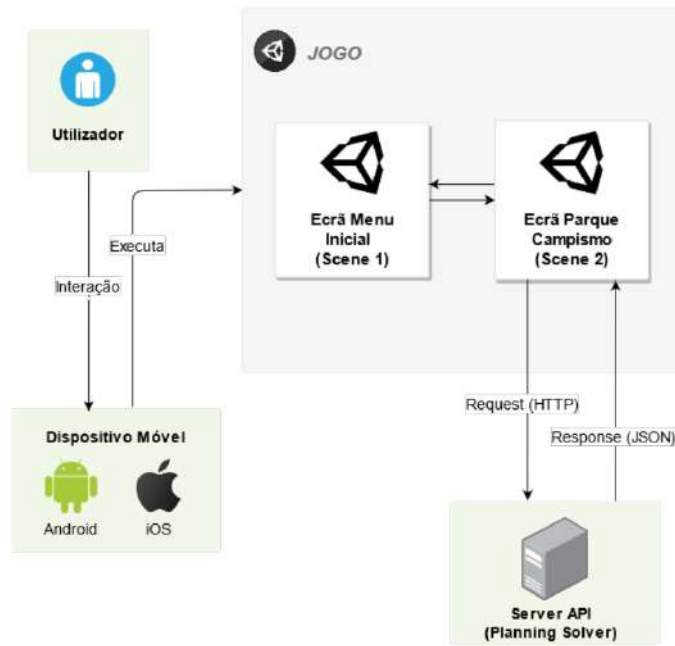 JOGO
Utilizador
Ecrã Menu
Inicial
(Scene 1)
Ecrã Parque
Campismo
(Scene 2)
Executa
Interação
Request (HTTP)
Response (JSON)
Dispositivo Móvel
Android
iOS
Server API
(Planning Solver)